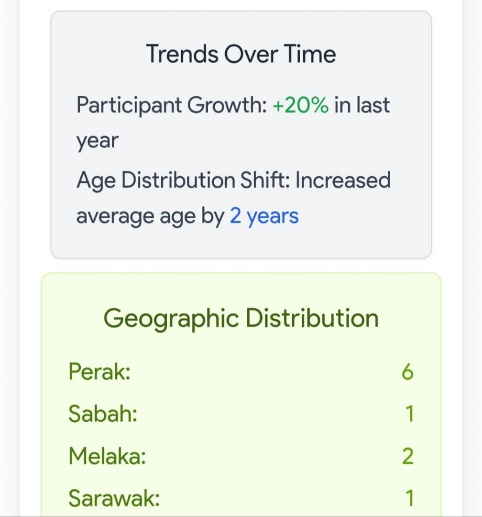 Trends Over Time
Participant Growth: +20% in last
year
Age Distribution Shift: Increased
average age by 2 years
Geographic Distribution
Perak: 6
Sabah: 1
Melaka: 2
Sarawak: 1